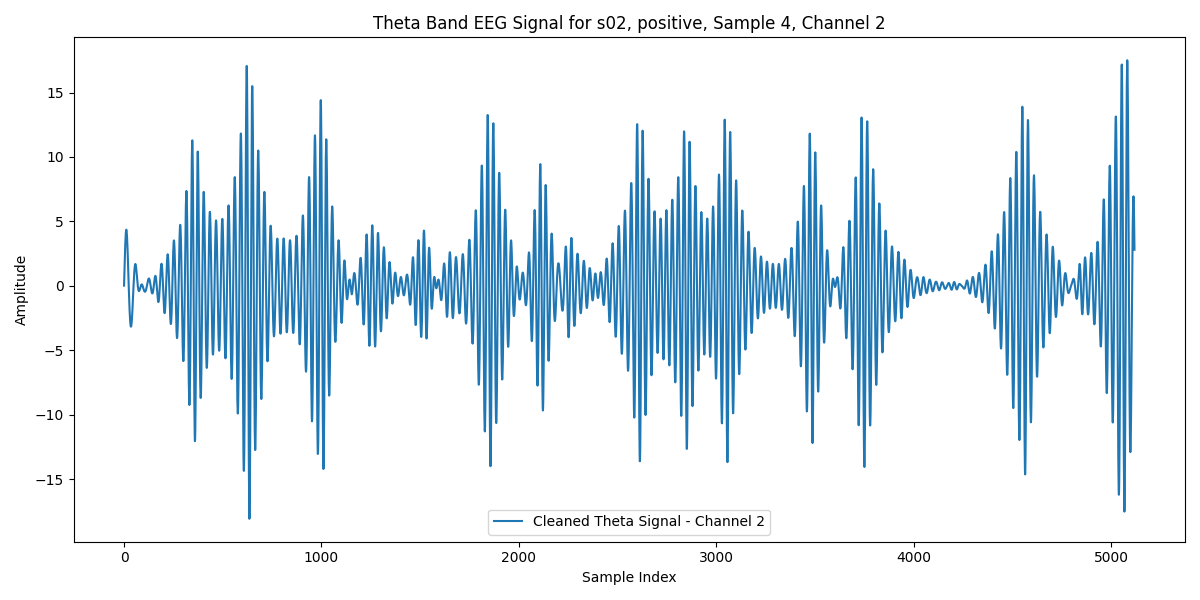 Theta Band EEG Signal for s02, positive, Sample 4, Channel 2
Amplitude
15
10
5
0
−5
−10
−15
Cleaned Theta Signal - Channel 2
0 1000 2000 3000 4000 5000
Sample Index